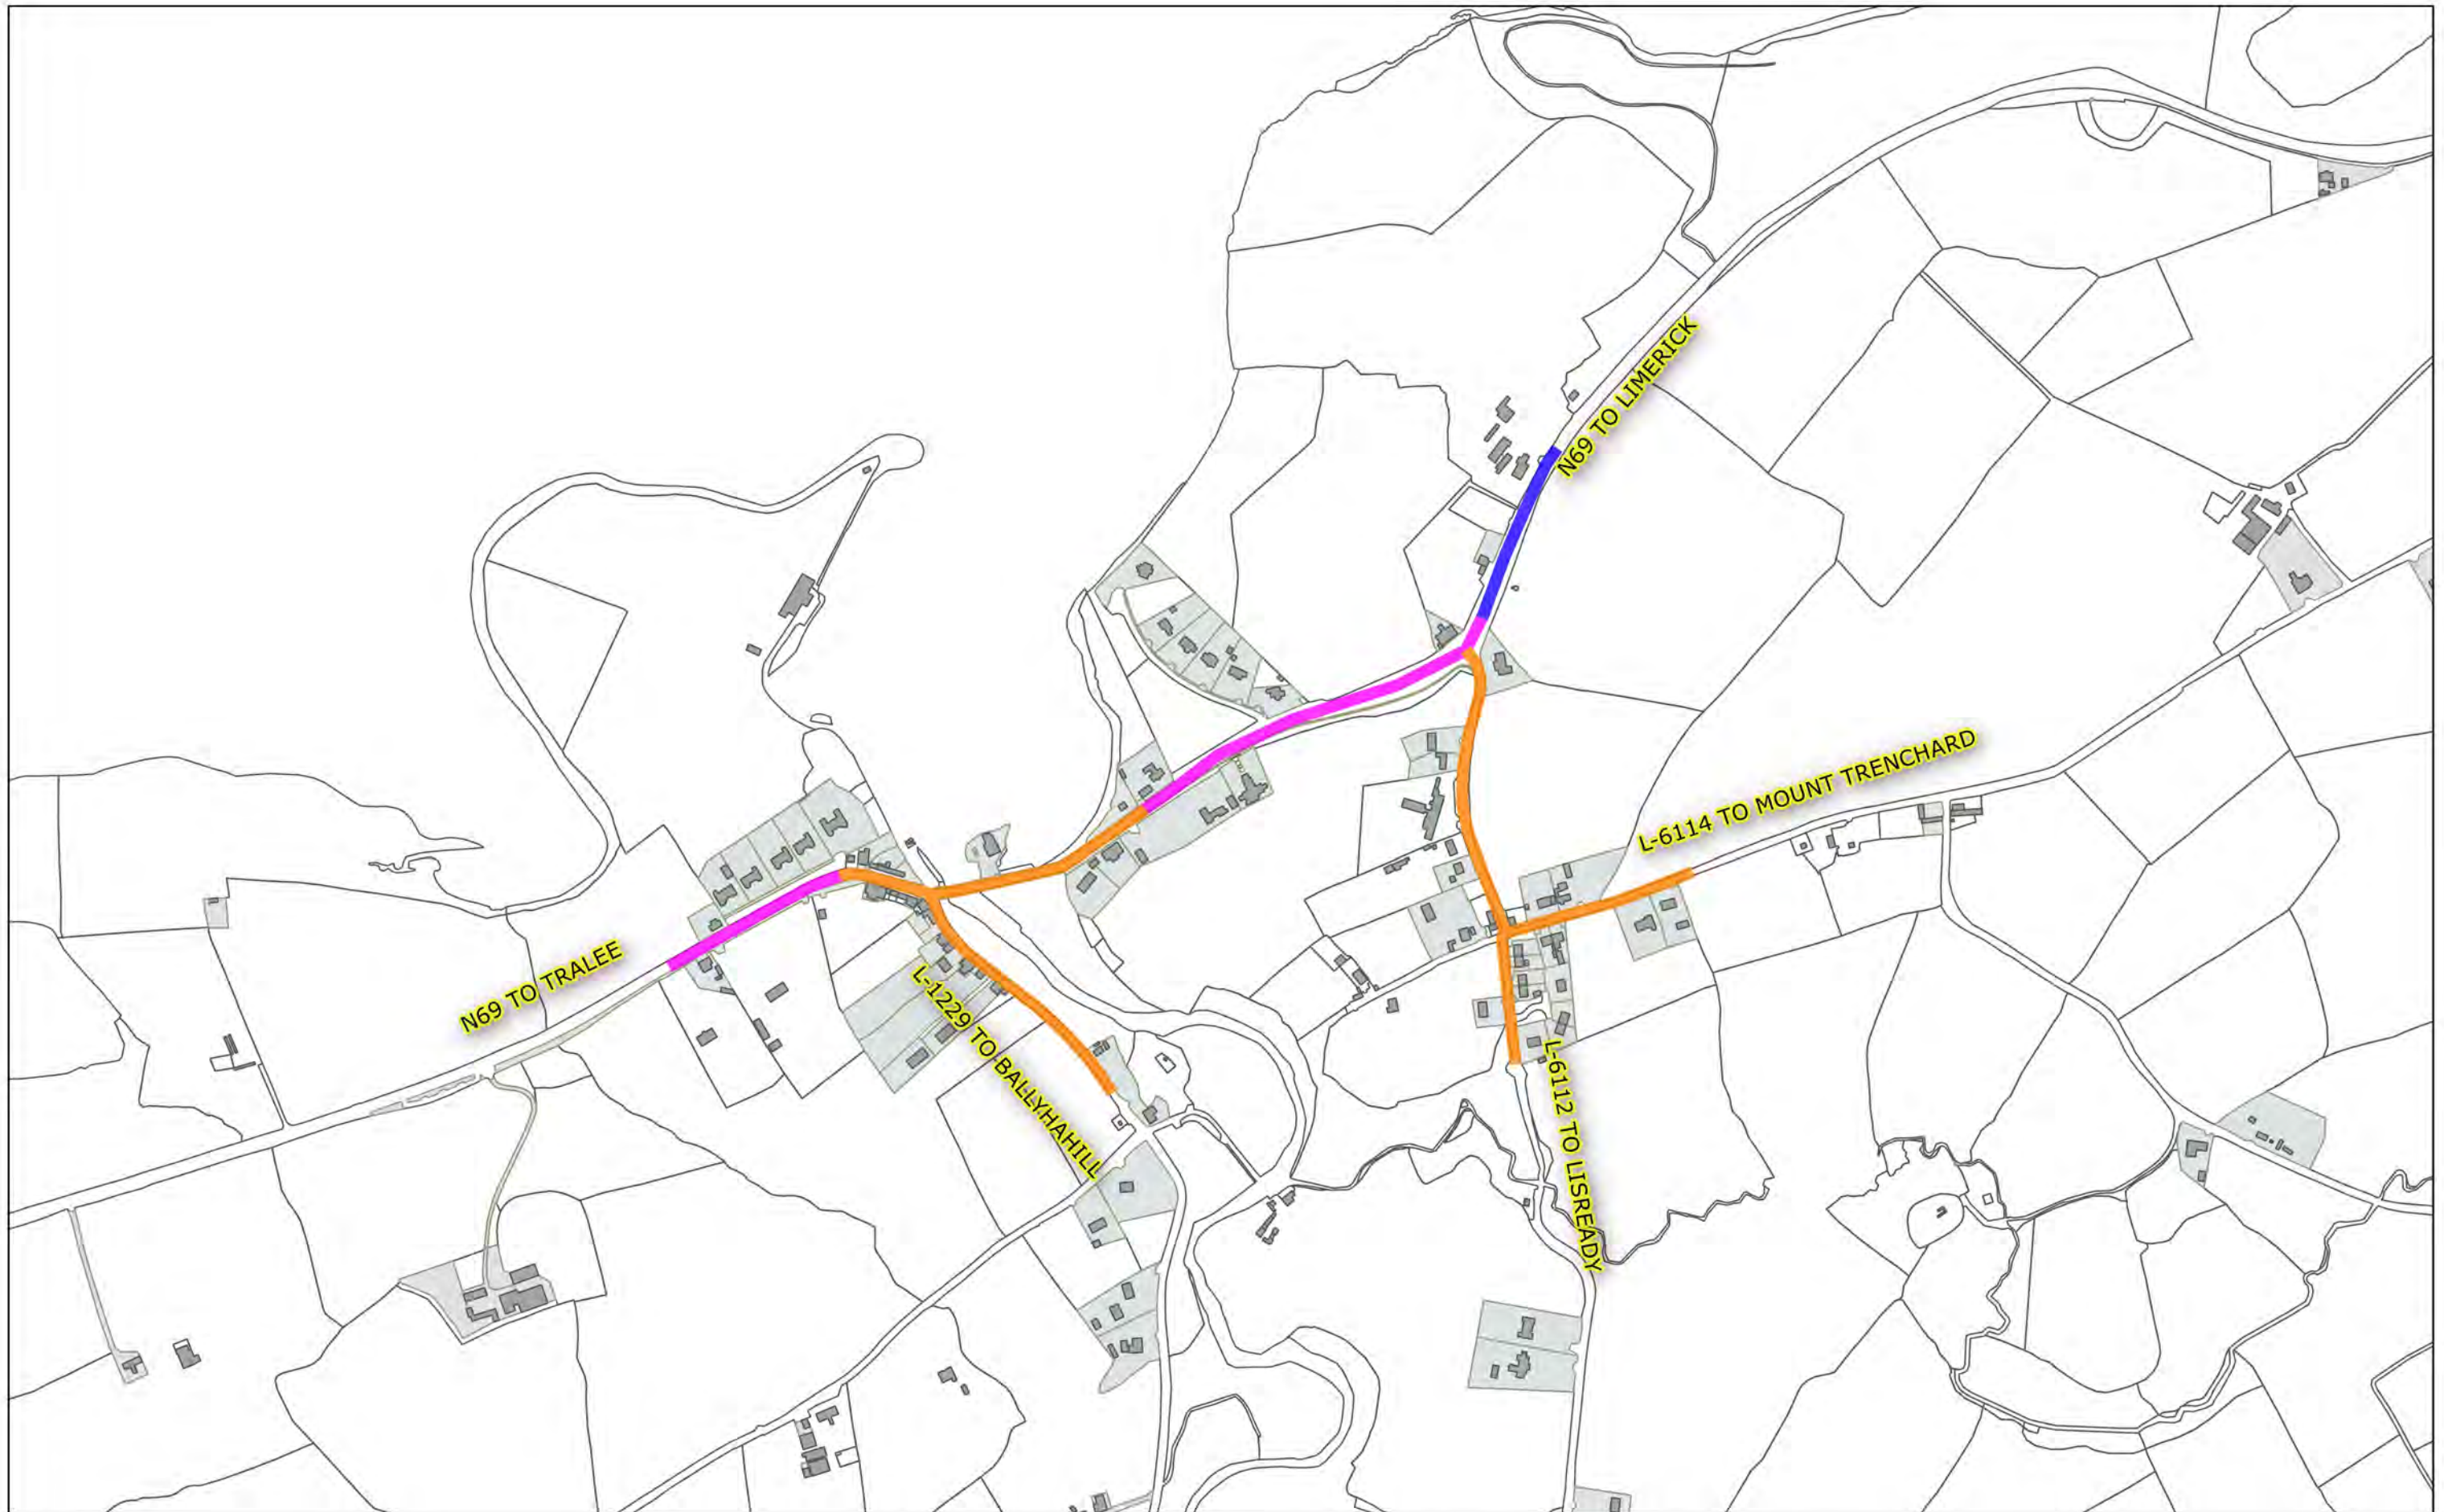 N69 TO LIMERICK
L-6114 TO MOUNT TRENCHARD
N69 TO TRALEE
L-1229 TO BALLYHAHILL
L-6112 TO LISREADY